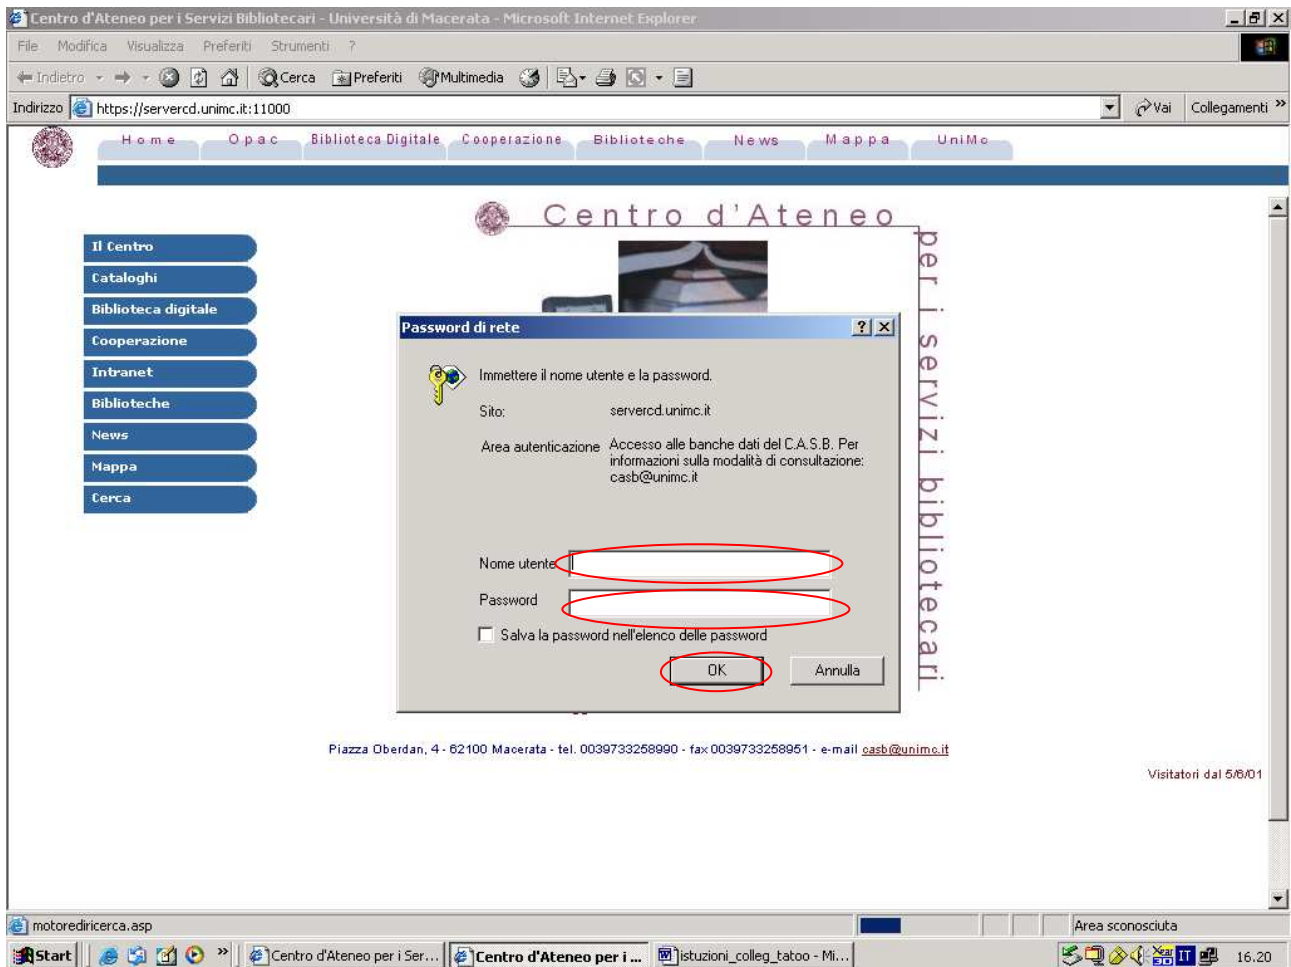 Centro d'Ateneo per i Servizi Bibliotecari - Università di Macerata - Microsoft Internet Explorer
File Modifica Visualizza Preferiti Strumenti ?
Indietro Cerca Preferiti Multimedia
Indirizzo https://servercd.unimc.it:11000 Vai Collegamenti »
Home Opac Biblioteca Digitale Cooperazione Biblioteche News Mappa UniMc
Centro d'Ateneo
per i servizi bibliotecari
Il Centro
Cataloghi
Biblioteca digitale
Cooperazione
Intranet
Biblioteche
News
Mappa
Cerca
Password di rete
Immettere il nome utente e la password.
Sito: servercd.unimc.it
Area autenticazione Accesso alle banche dati del C.A.S.B. Per
informazioni sulla modalità di consultazione:
casb@unimc.it
Nome utente
Password
Salva la password nell'elenco delle password
OK Annulla
Piazza Oberdan, 4 - 62100 Macerata - tel. 0039733258990 - fax 0039733258951 - e-mail casb@unimc.it
Visitatori dal 5/6/01
motorediricerca.asp Area sconosciuta
Start » Centro d'Ateneo per i Ser... Centro d'Ateneo per i ... istuzioni_colleg_tatoo - Mi... IT 16.20